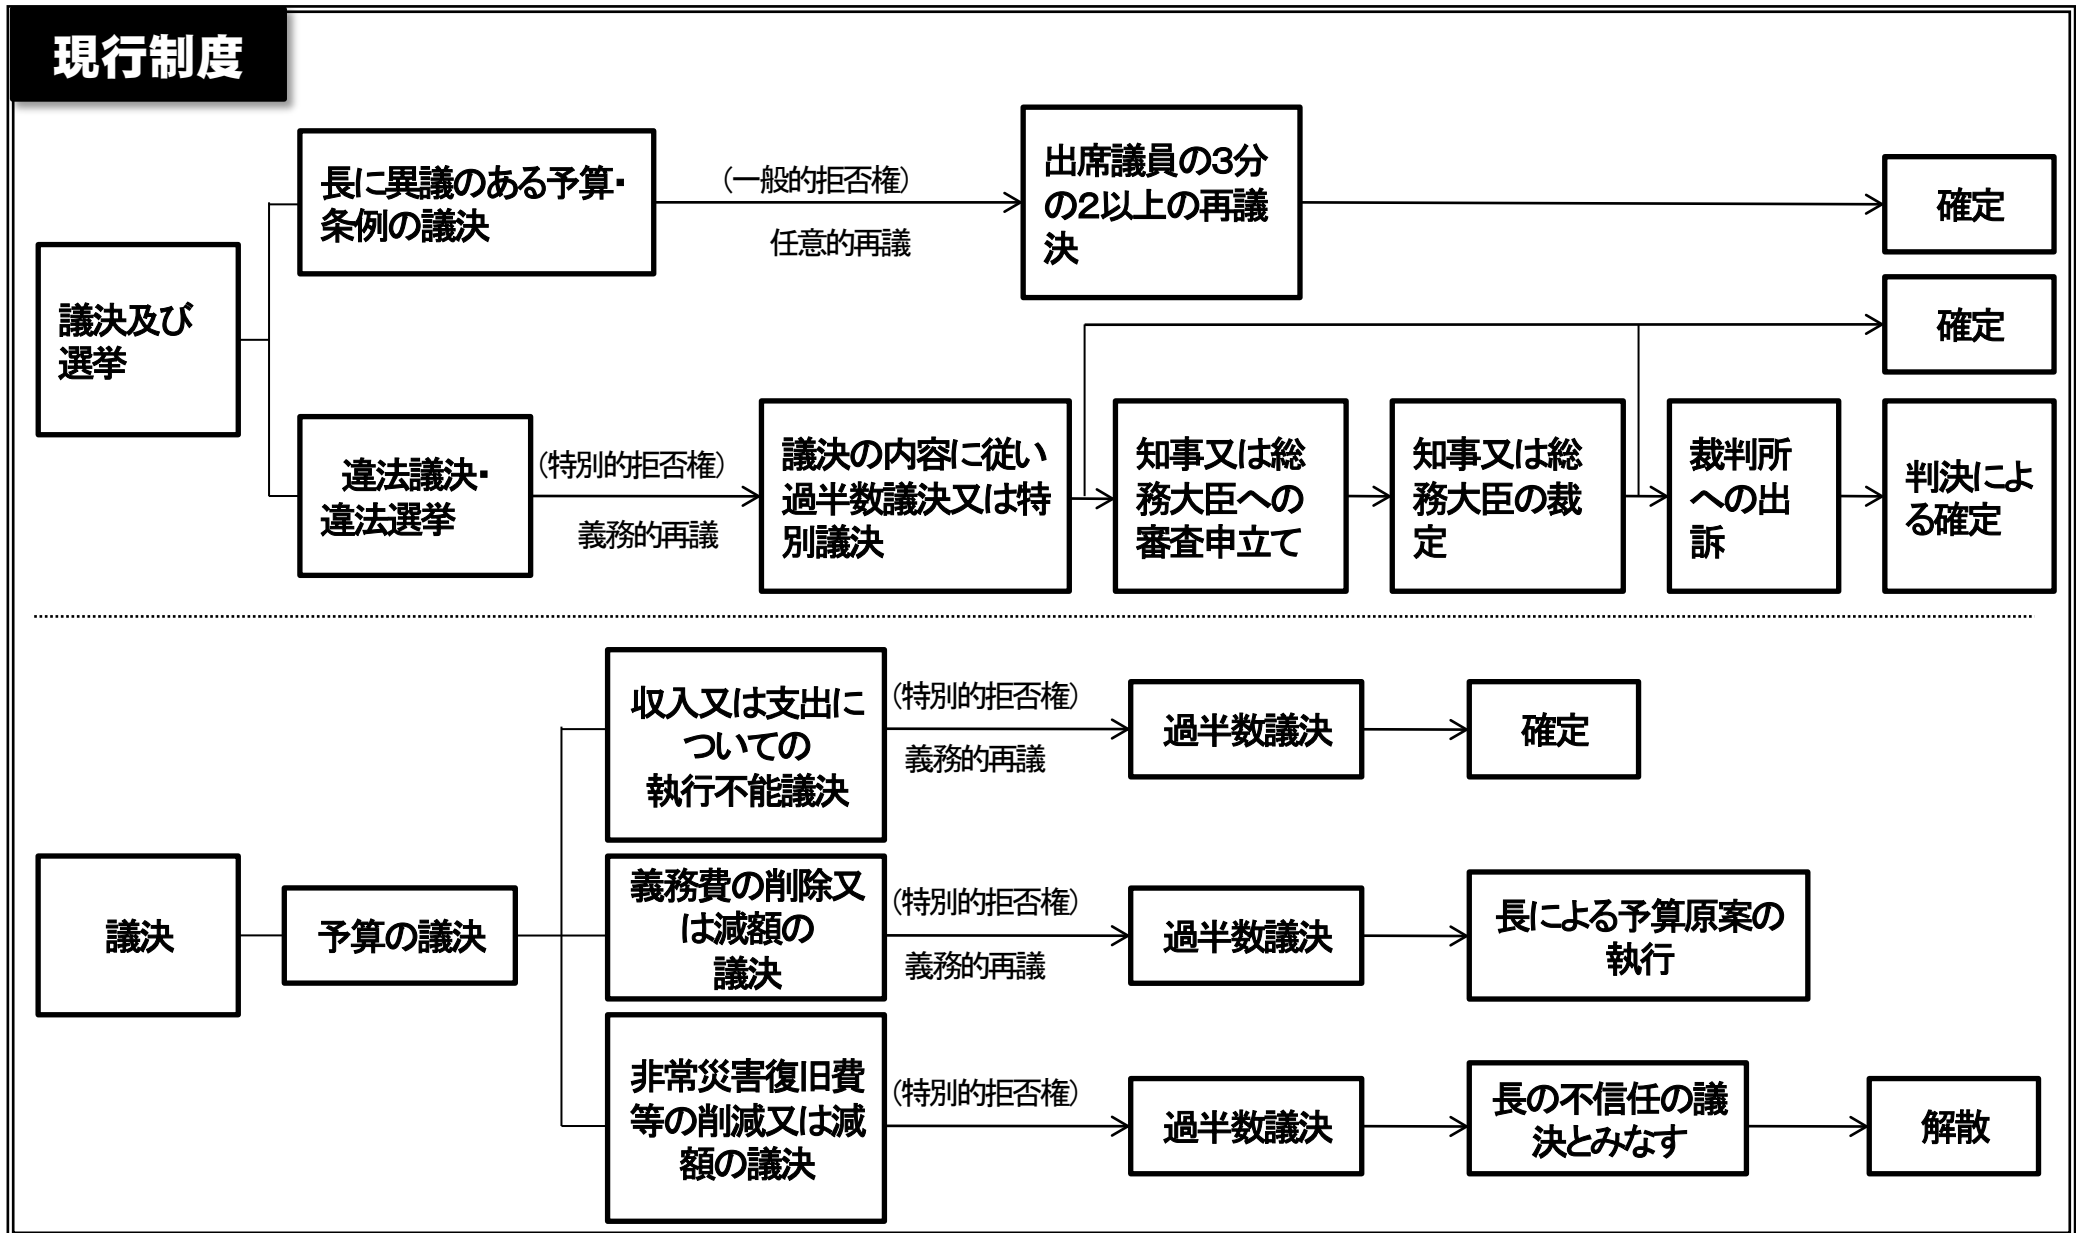 現行制度
議決及び
選挙
長に異議のある予算・
条例の議決
（一般的拒否権）
任意的再議
出席議員の3分
の2以上の再議
決
確定
違法議決・
違法選挙
（特別的拒否権）
義務的再議
議決の内容に従い
過半数議決又は特
別議決
確定
知事又は総
務大臣への
審査申立て
知事又は総
務大臣の裁
定
裁判所
への出
訴
判決によ
る確定
議決
予算の議決
収入又は支出に
ついての
執行不能議決
（特別的拒否権）
義務的再議
過半数議決
確定
義務費の削除又
は減額の
議決
（特別的拒否権）
義務的再議
過半数議決
長による予算原案の
執行
非常災害復旧費
等の削減又は減
額の議決
（特別的拒否権）
過半数議決
長の不信任の議
決とみなす
解散